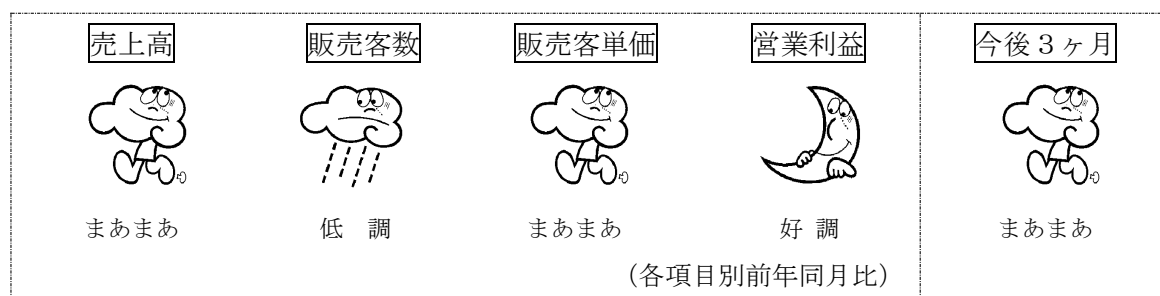 売上高 販売客数 販売客単価 営業利益 今後３ヶ月
まあまあ 低 調 まあまあ 好 調 まあまあ
（各項目別前年同月比）